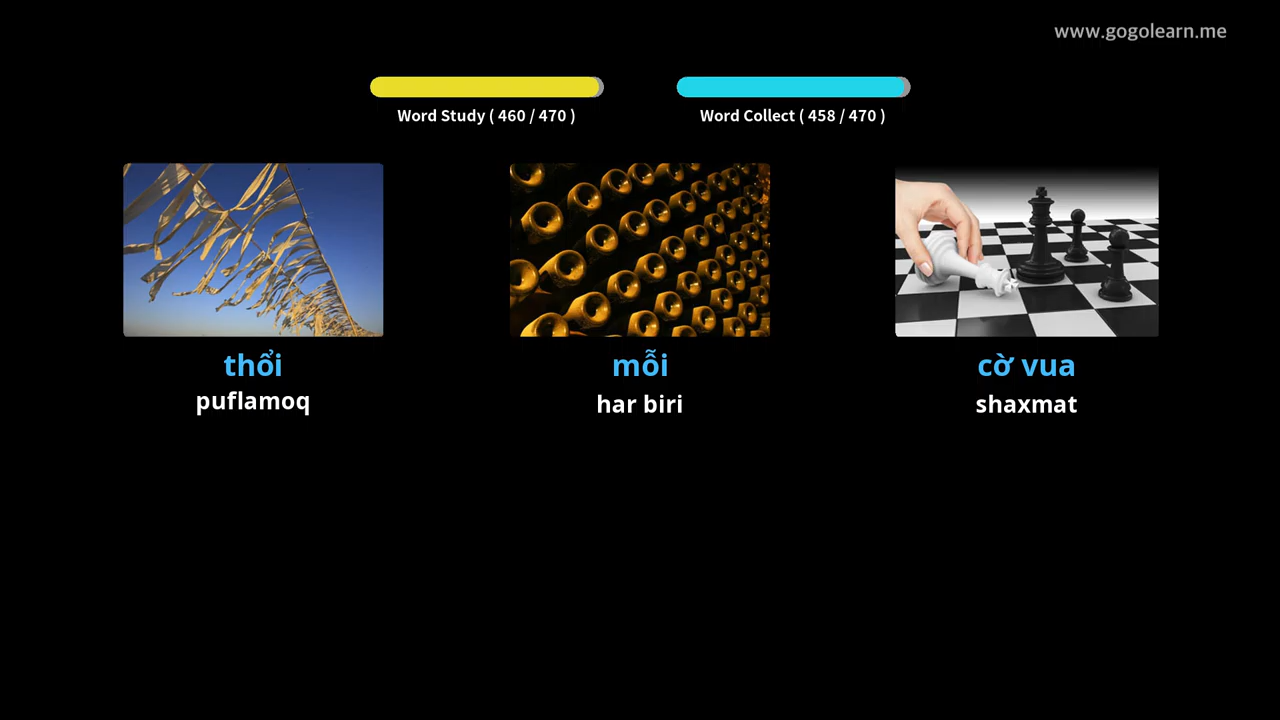 www.gogolearn.me
Word Study ( 460 / 470 )
Word Collect ( 458 / 470 )
thổi
mỗi
cờ vua
puflamoq
har biri
shaxmat